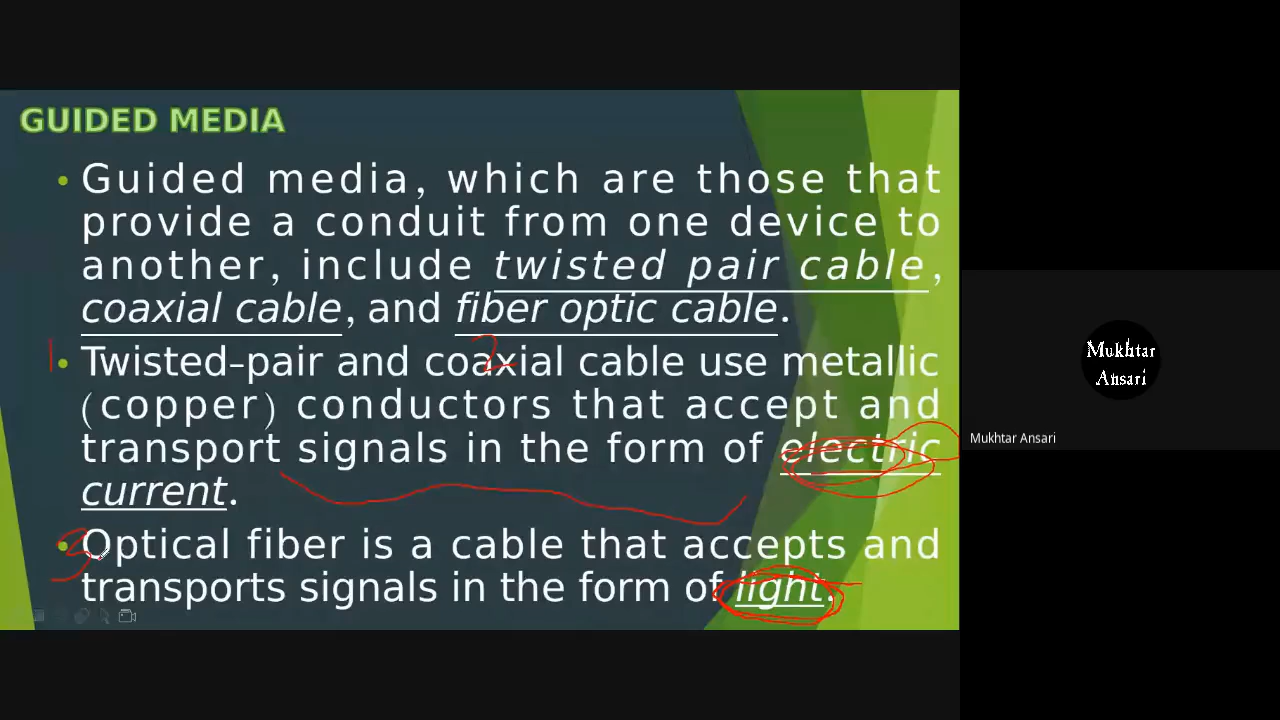 GUIDED MEDIA
• Guided media, which are those that
provide a conduit from one device to
another, include twisted pair cable,
coaxial cable, and fiber optic cable.
1
2
• Twisted-pair and coaxial cable use metallic
(copper) conductors that accept and
transport signals in the form of electric
current.
3
• Optical fiber is a cable that accepts and
transports signals in the form of light.
Mukhtar
Ansari
Mukhtar Ansari